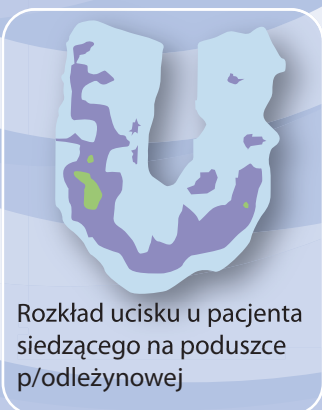 Rozkład ucisku u pacjenta
siedzącego na poduszce
p/odleżynowej